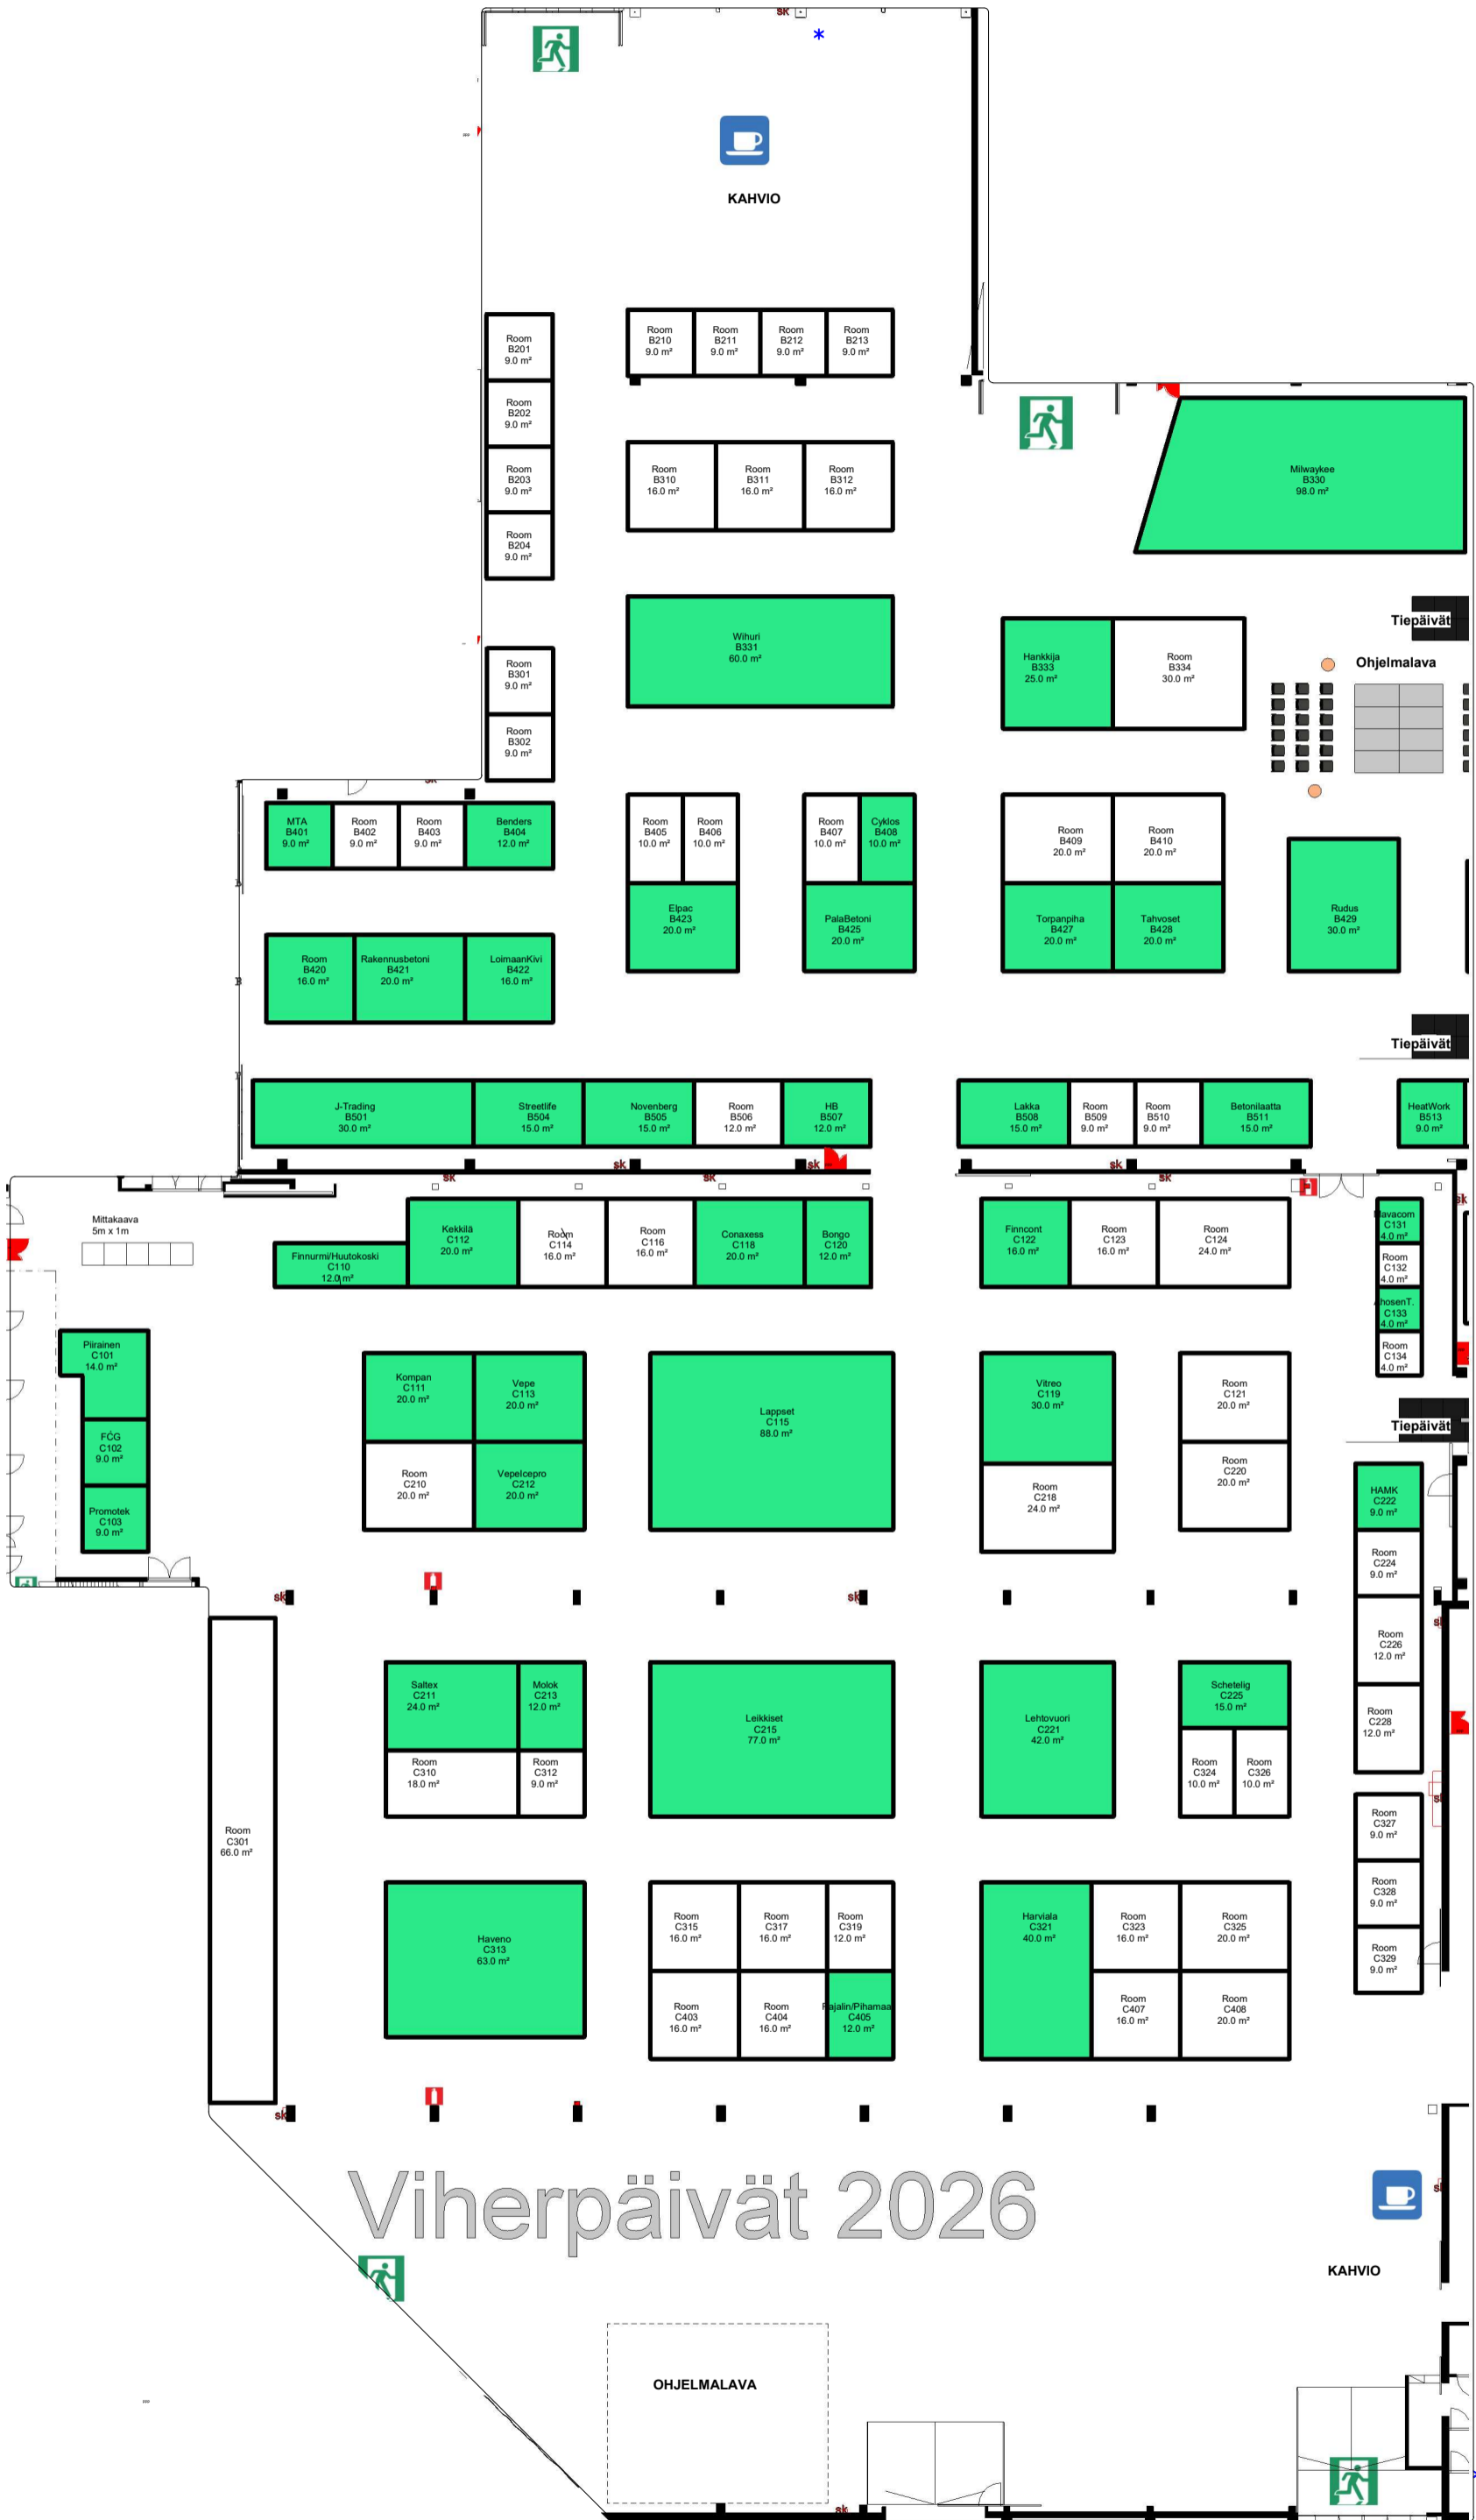 sk
KAHVIO
Room
B201
9.0 m²
Room
B202
9.0 m²
Room
B203
9.0 m²
Room
B204
9.0 m²
Room
B210
9.0 m²
Room
B211
9.0 m²
Room
B212
9.0 m²
Room
B213
9.0 m²
Room
B310
16.0 m²
Room
B311
16.0 m²
Room
B312
16.0 m²
Milwaykee
B330
98.0 m²
Wihuri
B331
60.0 m²
Hankkija
B333
25.0 m²
Room
B334
30.0 m²
Tiepäivät
Ohjelmalava
Room
B301
9.0 m²
Room
B302
9.0 m²
sk
MTA
B401
9.0 m²
Room
B402
9.0 m²
Room
B403
9.0 m²
Benders
B404
12.0 m²
Room
B405
10.0 m²
Room
B406
10.0 m²
Room
B407
10.0 m²
Cyklos
B408
10.0 m²
Room
B409
20.0 m²
Room
B410
20.0 m²
Elpac
B423
20.0 m²
PalaBetoni
B425
20.0 m²
Torpanpiha
B427
20.0 m²
Tahvoset
B428
20.0 m²
Rudus
B429
30.0 m²
Room
B420
16.0 m²
Rakennusbetoni
B421
20.0 m²
LoimaanKivi
B422
16.0 m²
Tiepäivät
J-Trading
B501
30.0 m²
Streetlife
B504
15.0 m²
Novenberg
B505
15.0 m²
Room
B506
12.0 m²
HB
B507
12.0 m²
Lakka
B508
15.0 m²
Room
B509
9.0 m²
Room
B510
9.0 m²
Betonilaatta
B511
15.0 m²
HeatWork
B513
9.0 m²
sk
sk
sk
sk
sk
sk
sk
Mittakaava
5m x 1m
Finnurmi/Huutokoski
C110
12.0 m²
Kekkilä
C112
20.0 m²
Room
C114
16.0 m²
Room
C116
16.0 m²
Conaxess
C118
20.0 m²
Bongo
C120
12.0 m²
Finncont
C122
16.0 m²
Room
C123
16.0 m²
Room
C124
24.0 m²
C131
4.0 m²
Room
C132
4.0 m²
C133
4.0 m²
Room
C134
4.0 m²
Piirainen
C101
14.0 m²
FCG
C102
9.0 m²
Promotek
C103
9.0 m²
Kompan
C111
20.0 m²
Vepe
C113
20.0 m²
Lappset
C115
88.0 m²
Vitreo
C119
30.0 m²
Room
C121
20.0 m²
Tiepäivät
Room
C210
20.0 m²
VepeIcepro
C212
20.0 m²
Room
C218
24.0 m²
Room
C220
20.0 m²
HAMK
C222
9.0 m²
Room
C224
9.0 m²
Room
C226
12.0 m²
Room
C228
12.0 m²
sk
sk
Saltex
C211
24.0 m²
Molok
C213
12.0 m²
Leikkiset
C215
77.0 m²
Lehtovuori
C221
42.0 m²
Schetelig
C225
15.0 m²
Room
C310
18.0 m²
Room
C312
9.0 m²
Room
C324
10.0 m²
Room
C326
10.0 m²
Room
C301
66.0 m²
Room
C327
9.0 m²
Room
C328
9.0 m²
Room
C329
9.0 m²
Haveno
C313
63.0 m²
Room
C315
16.0 m²
Room
C317
16.0 m²
Room
C319
12.0 m²
Harviala
C321
40.0 m²
Room
C323
16.0 m²
Room
C325
20.0 m²
Room
C403
16.0 m²
Room
C404
16.0 m²
C405
12.0 m²
Room
C407
16.0 m²
Room
C408
20.0 m²
sk
Viherpäivät 2026
KAHVIO
OHJELMALAVA
sk